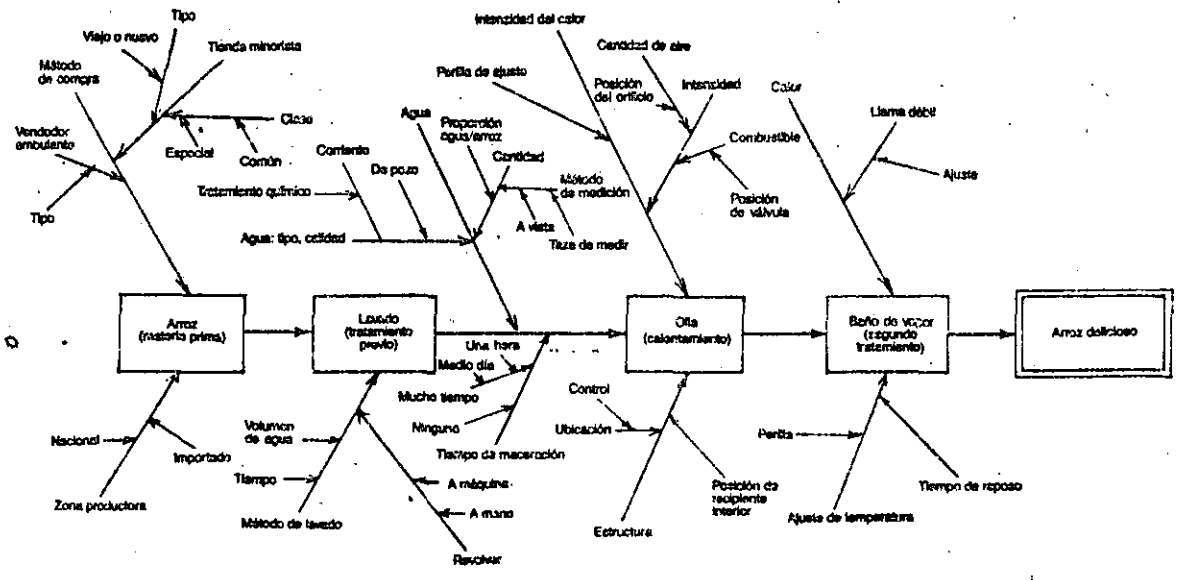 Tipo
Intensidad del calor
Viejo o nuevo
Tienda minorista
Cantidad de aire
Método
de compra
Perilla de ajuste
Posición
del orificio
Intensidad
Calor
Agua
Proporción
agua/arroz
Llama débil
Clase
Vendedor
ambulante
Especial
Común
Corriente
De pozo
Cantidad
Combustible
Método
de medición
Ajuste
Tratamiento químico
Posición
de válvula
Tipo
A vista
Taza de medir
Agua: tipo, calidad
Arroz
(materia prima)
Lavado
(tratamiento
previo)
Olla
(calentamiento)
Baño de vapor
(segundo
tratamiento)
Arroz delicioso
Una hora
Medio día
Mucho tiempo
Ninguno
Tiempo de maceración
Control
Ubicación
Nacional
Importado
Zona productora
Volumen
de agua
Tiempo
Método de lavado
A máquina
A mano
Revolver
Posición de
recipiente
interior
Estructura
Perilla
Tiempo de reposo
Ajuste de temperatura